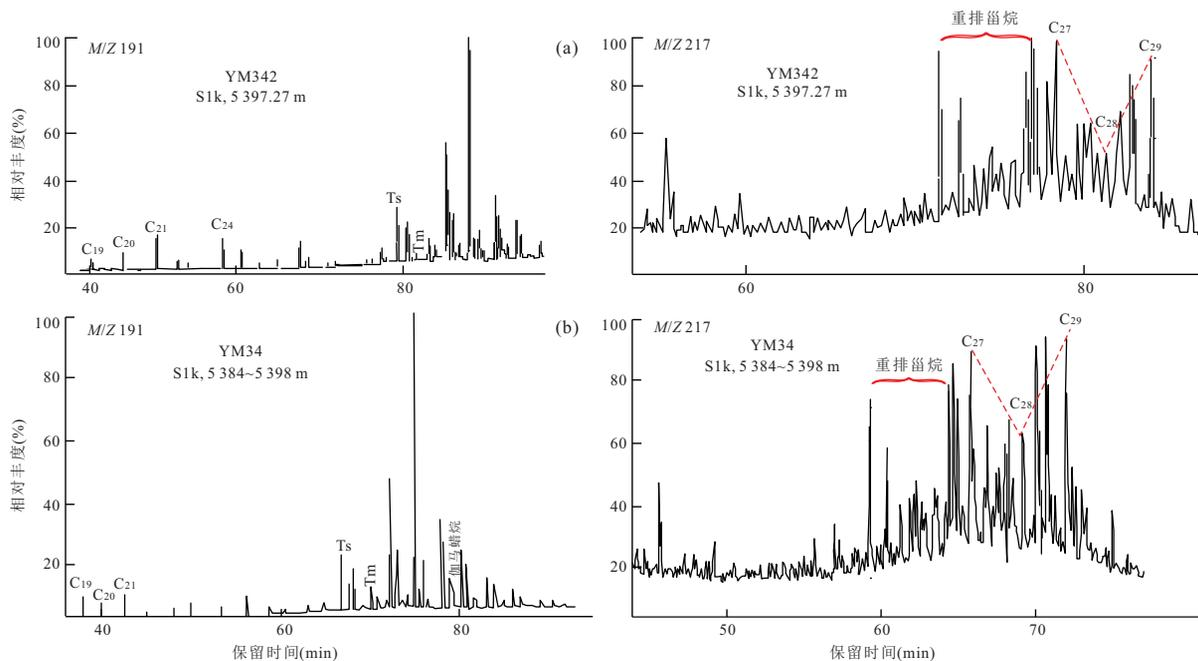 M/Z 191
(a)
YM342
S1k, 5 397.27 m
相对丰度(%)
100
80
60
40
20
C19
C20
C21
C24
Ts
Tm
40
60
80
M/Z 217
重排甾烷
YM342
S1k, 5 397.27 m
C27
C28
C29
100
80
60
40
20
60
80
M/Z 191
(b)
YM34
S1k, 5 384~5 398 m
相对丰度(%)
100
80
60
40
20
C19
C20
C21
Ts
Tm
伽马蜡烷
40
60
80
保留时间(min)
M/Z 217
YM34
S1k, 5 384~5 398 m
重排甾烷
C27
C28
C29
100
80
60
40
20
50
60
70
保留时间(min)